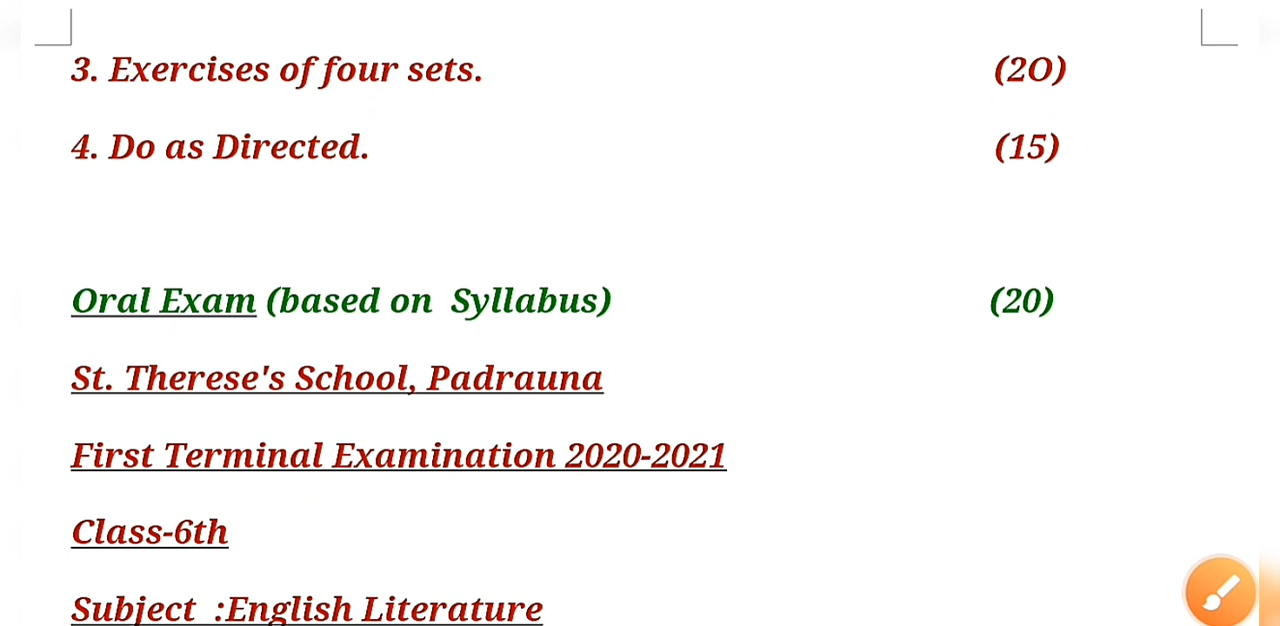 3. Exercises of four sets. (2O)
4. Do as Directed. (15)
Oral Exam (based on Syllabus) (20)
St. Therese's School, Padrauna
First Terminal Examination 2020-2021
Class-6th
Subject :English Literature